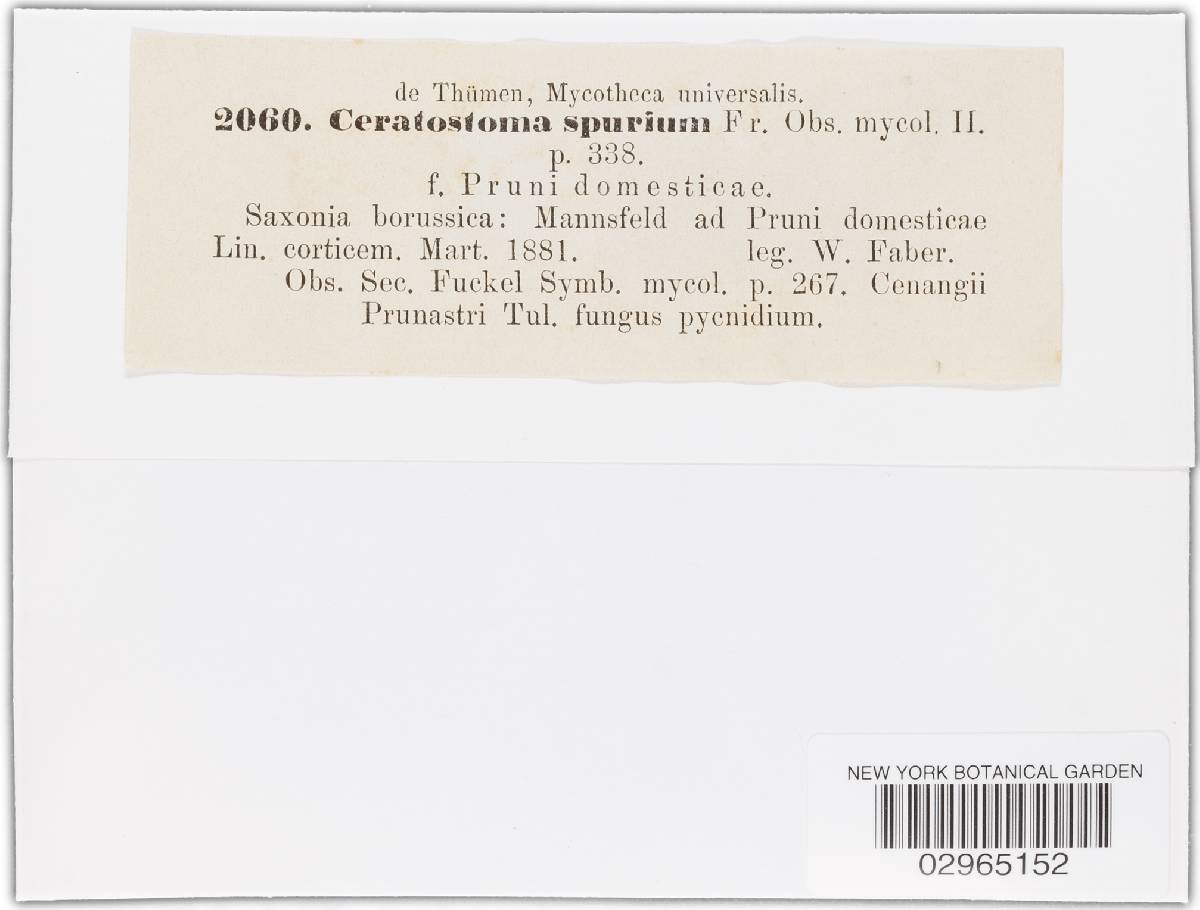 de Thümen, Mycotheca universalis.
2060. Ceratostoma spurium Fr. Obs. mycol. II.
p. 338.
f. Pruni domesticae.
Saxonia borussica: Mannsfeld ad Pruni domesticae
Lin. corticem. Mart. 1881. leg. W. Faber.
Obs. Sec. Fuckel Symb. mycol. p. 267. Cenangii
Prunastri Tul. fungus pycnidium.
NEW YORK BOTANICAL GARDEN
02965152